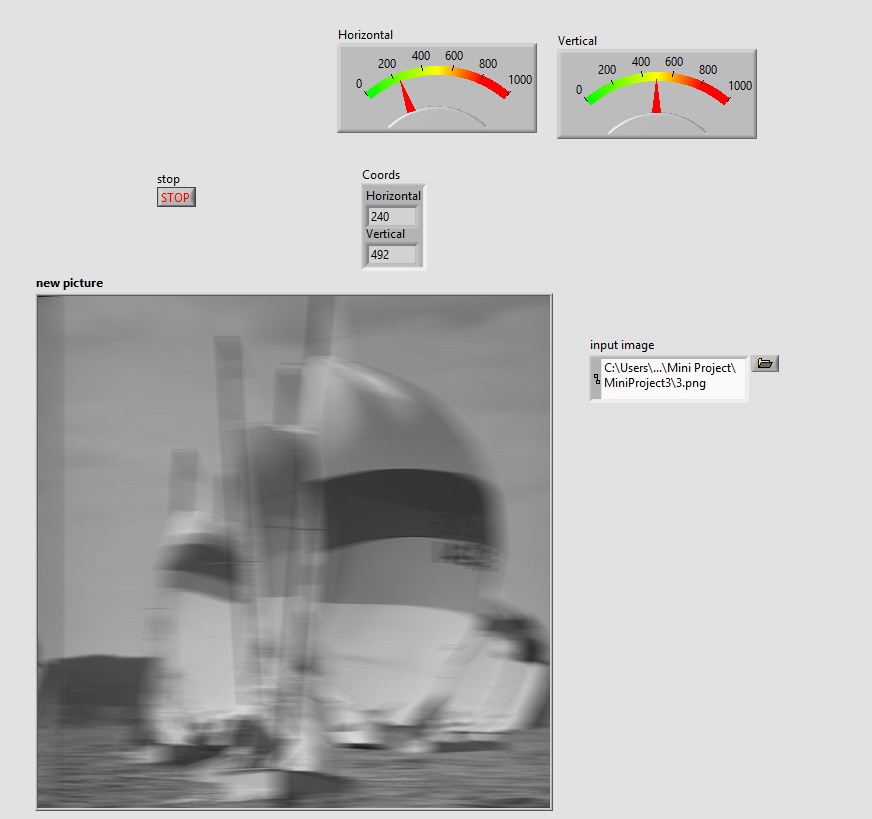 Horizontal
0 200 400 600 800 1000
Vertical
0 200 400 600 800 1000
stop
STOP
Coords
Horizontal
240
Vertical
492
new picture
input image
C:\Users\...\Mini Project\
MiniProject3\3.png